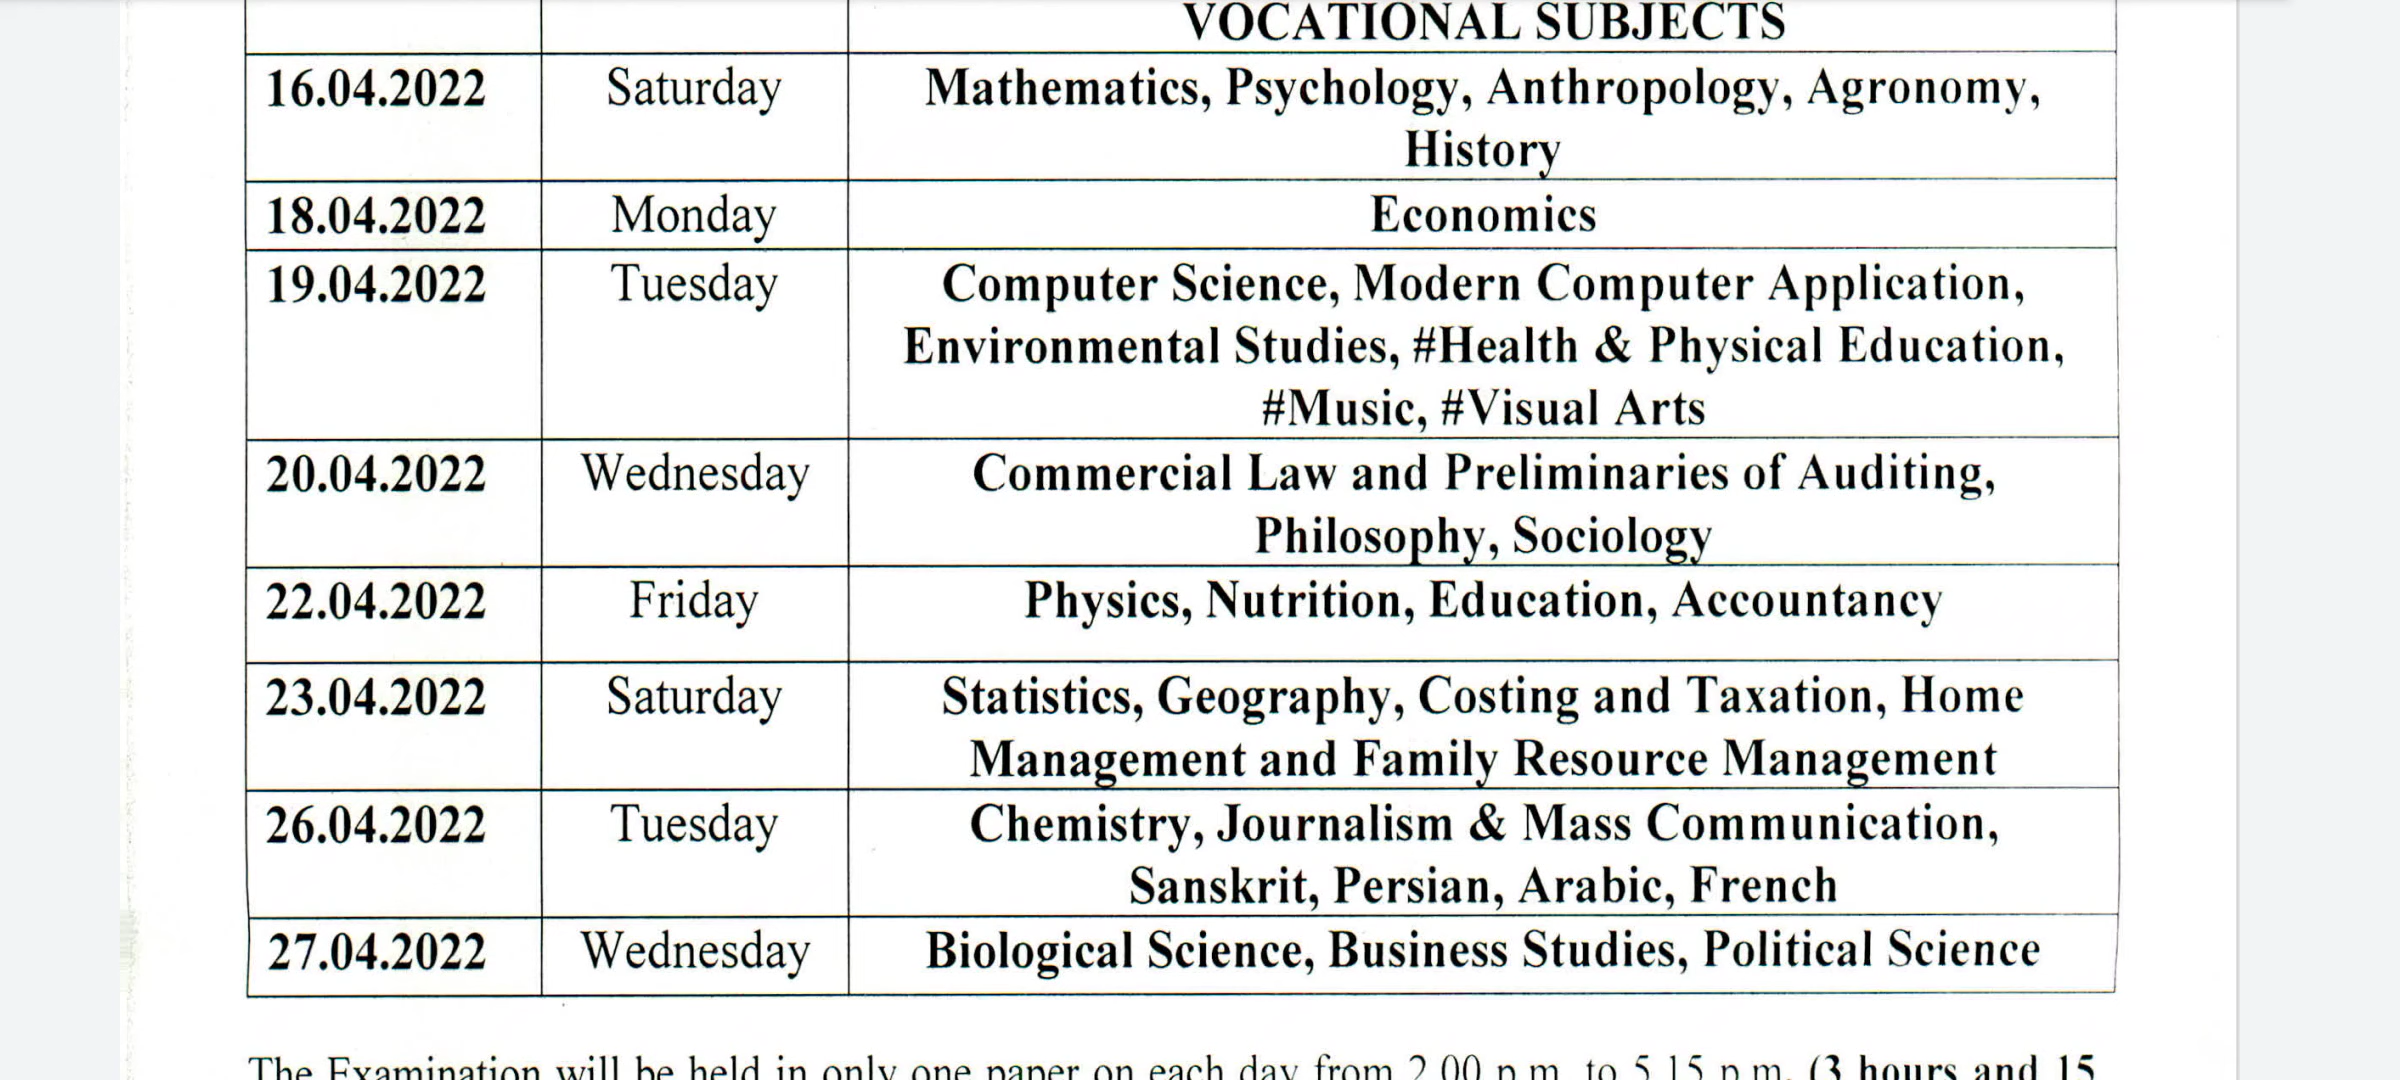 VOCATIONAL SUBJECTS
16.04.2022 Saturday Mathematics, Psychology, Anthropology, Agronomy,
History
18.04.2022 Monday Economics
19.04.2022 Tuesday Computer Science, Modern Computer Application,
Environmental Studies, #Health & Physical Education,
#Music, #Visual Arts
20.04.2022 Wednesday Commercial Law and Preliminaries of Auditing,
Philosophy, Sociology
22.04.2022 Friday Physics, Nutrition, Education, Accountancy
23.04.2022 Saturday Statistics, Geography, Costing and Taxation, Home
Management and Family Resource Management
26.04.2022 Tuesday Chemistry, Journalism & Mass Communication,
Sanskrit, Persian, Arabic, French
27.04.2022 Wednesday Biological Science, Business Studies, Political Science
The Examination will be held in only one paper on each day from 2.00 p.m. to 5.15 p.m. (3 hours and 15